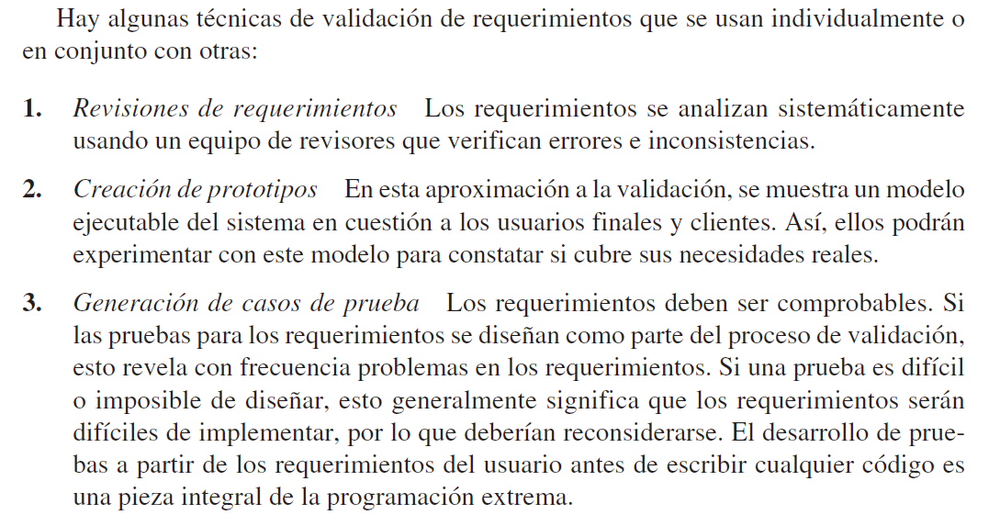 Hay algunas técnicas de validación de requerimientos que se usan individualmente o
en conjunto con otras:
1. Revisiones de requerimientos Los requerimientos se analizan sistemáticamente
usando un equipo de revisores que verifican errores e inconsistencias.
2. Creación de prototipos En esta aproximación a la validación, se muestra un modelo
ejecutable del sistema en cuestión a los usuarios finales y clientes. Así, ellos podrán
experimentar con este modelo para constatar si cubre sus necesidades reales.
3. Generación de casos de prueba Los requerimientos deben ser comprobables. Si
las pruebas para los requerimientos se diseñan como parte del proceso de validación,
esto revela con frecuencia problemas en los requerimientos. Si una prueba es difícil
o imposible de diseñar, esto generalmente significa que los requerimientos serán
difíciles de implementar, por lo que deberían reconsiderarse. El desarrollo de prue-
bas a partir de los requerimientos del usuario antes de escribir cualquier código es
una pieza integral de la programación extrema.